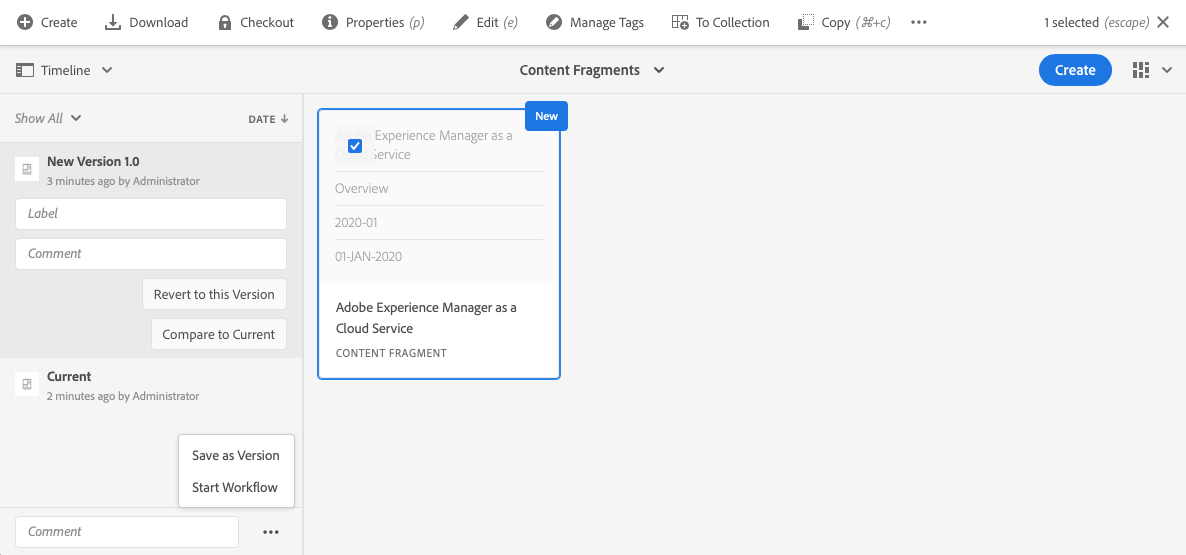 Create Download Checkout Properties (p) Edit (e) Manage Tags To Collection Copy (⌘+c) ••• 1 selected (escape)
Timeline Content Fragments Create
Show All DATE ↓
New Version 1.0
3 minutes ago by Administrator
Label
Comment
Revert to this Version
Compare to Current
Current
2 minutes ago by Administrator
Save as Version
Start Workflow
Comment
New
Adobe Experience Manager as a
Cloud Service
Overview
2020-01
01-JAN-2020
Adobe Experience Manager as a
Cloud Service
CONTENT FRAGMENT